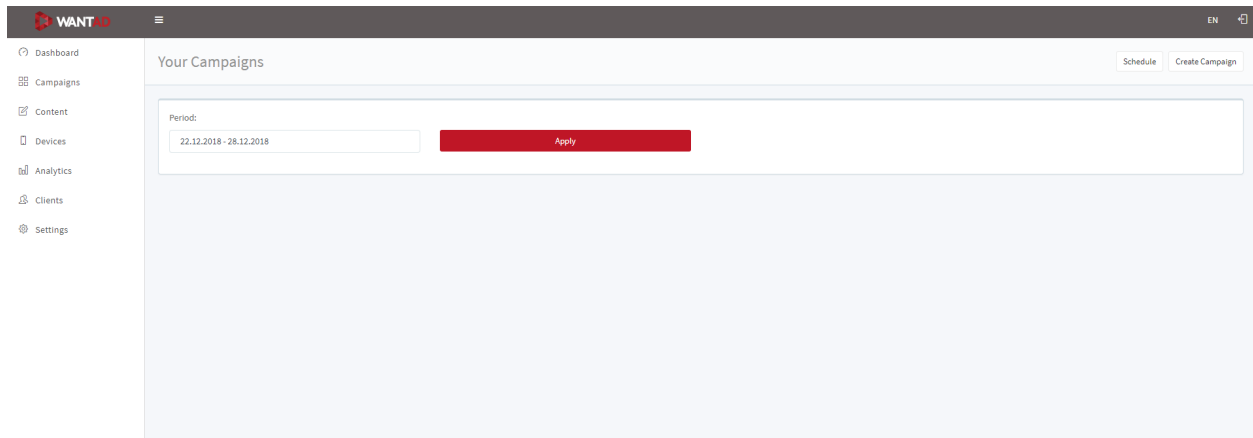 WANTAD
EN
Dashboard
Campaigns
Content
Devices
Analytics
Clients
Settings
Your Campaigns
Schedule
Create Campaign
Period:
22.12.2018 - 28.12.2018
Apply